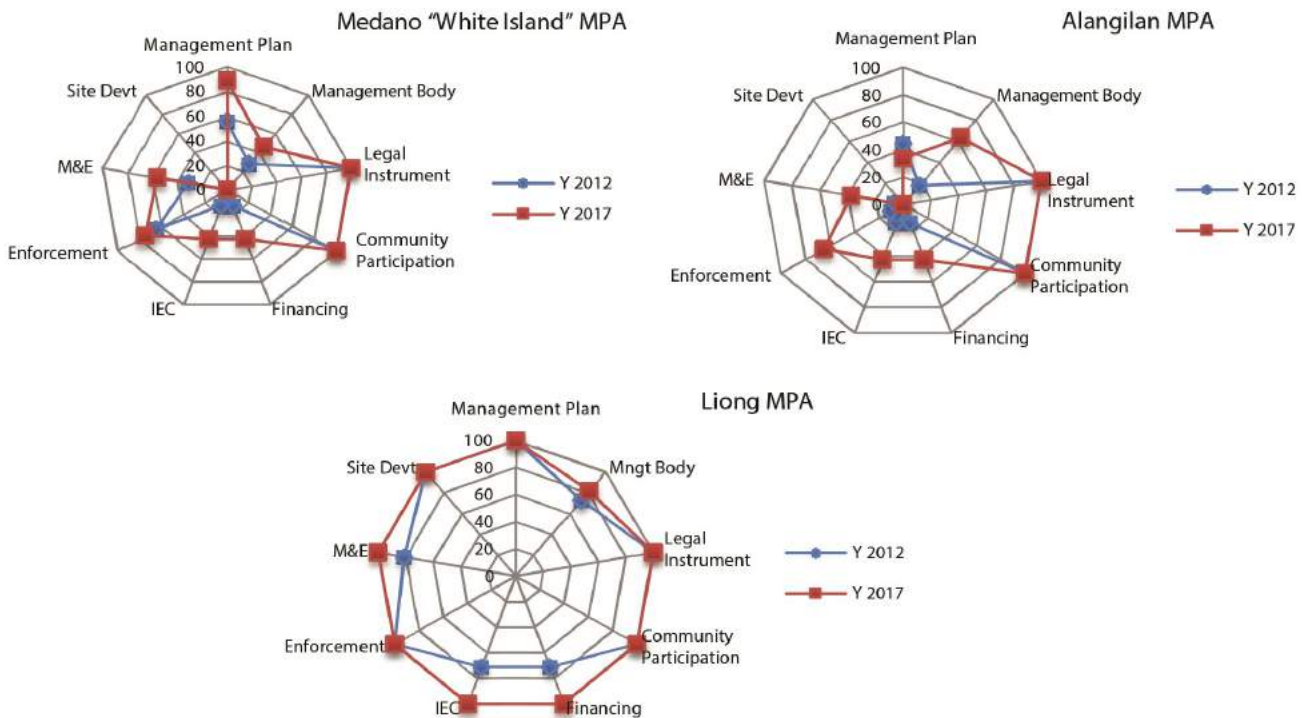 Medano “White Island” MPA
Management Plan
100
80
60
40
20
0
Management Body
Legal
Instrument
Community
Participation
Financing
IEC
Enforcement
M&E
Site Devt
Y 2012
Y 2017
Alangilan MPA
Management Plan
100
80
60
40
20
0
Management Body
Legal
Instrument
Community
Participation
Financing
IEC
Enforcement
M&E
Site Devt
Y 2012
Y 2017
Liong MPA
Management Plan
100
80
60
40
20
0
Mngt Body
Legal
Instrument
Community
Participation
Financing
IEC
Enforcement
M&E
Site Devt
Y 2012
Y 2017